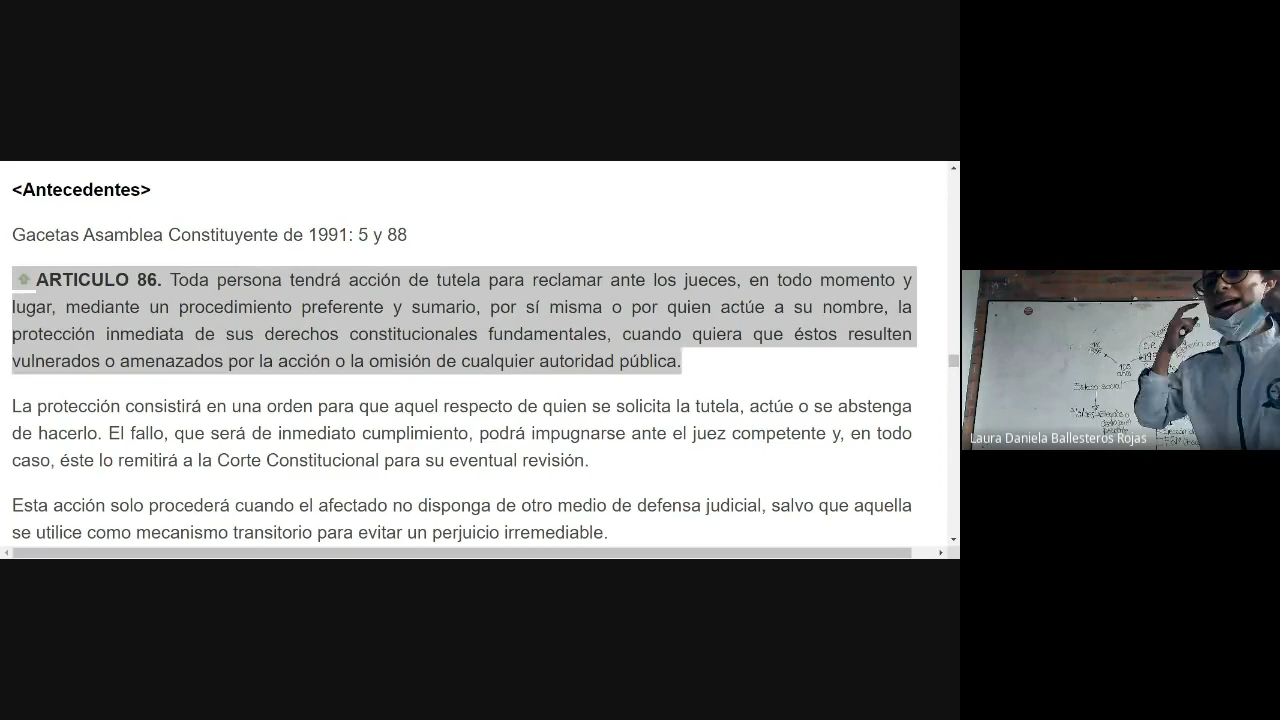 <Antecedentes>
Gacetas Asamblea Constituyente de 1991: 5 y 88
ARTICULO 86. Toda persona tendrá acción de tutela para reclamar ante los jueces, en todo momento y
lugar, mediante un procedimiento preferente y sumario, por sí misma o por quien actúe a su nombre, la
protección inmediata de sus derechos constitucionales fundamentales, cuando quiera que éstos resulten
vulnerados o amenazados por la acción o la omisión de cualquier autoridad pública.
La protección consistirá en una orden para que aquel respecto de quien se solicita la tutela, actúe o se abstenga
de hacerlo. El fallo, que será de inmediato cumplimiento, podrá impugnarse ante el juez competente y, en todo
caso, éste lo remitirá a la Corte Constitucional para su eventual revisión.
Esta acción solo procederá cuando el afectado no disponga de otro medio de defensa judicial, salvo que aquella
se utilice como mecanismo transitorio para evitar un perjuicio irremediable.
social
Laura Daniela Ballesteros Rojas